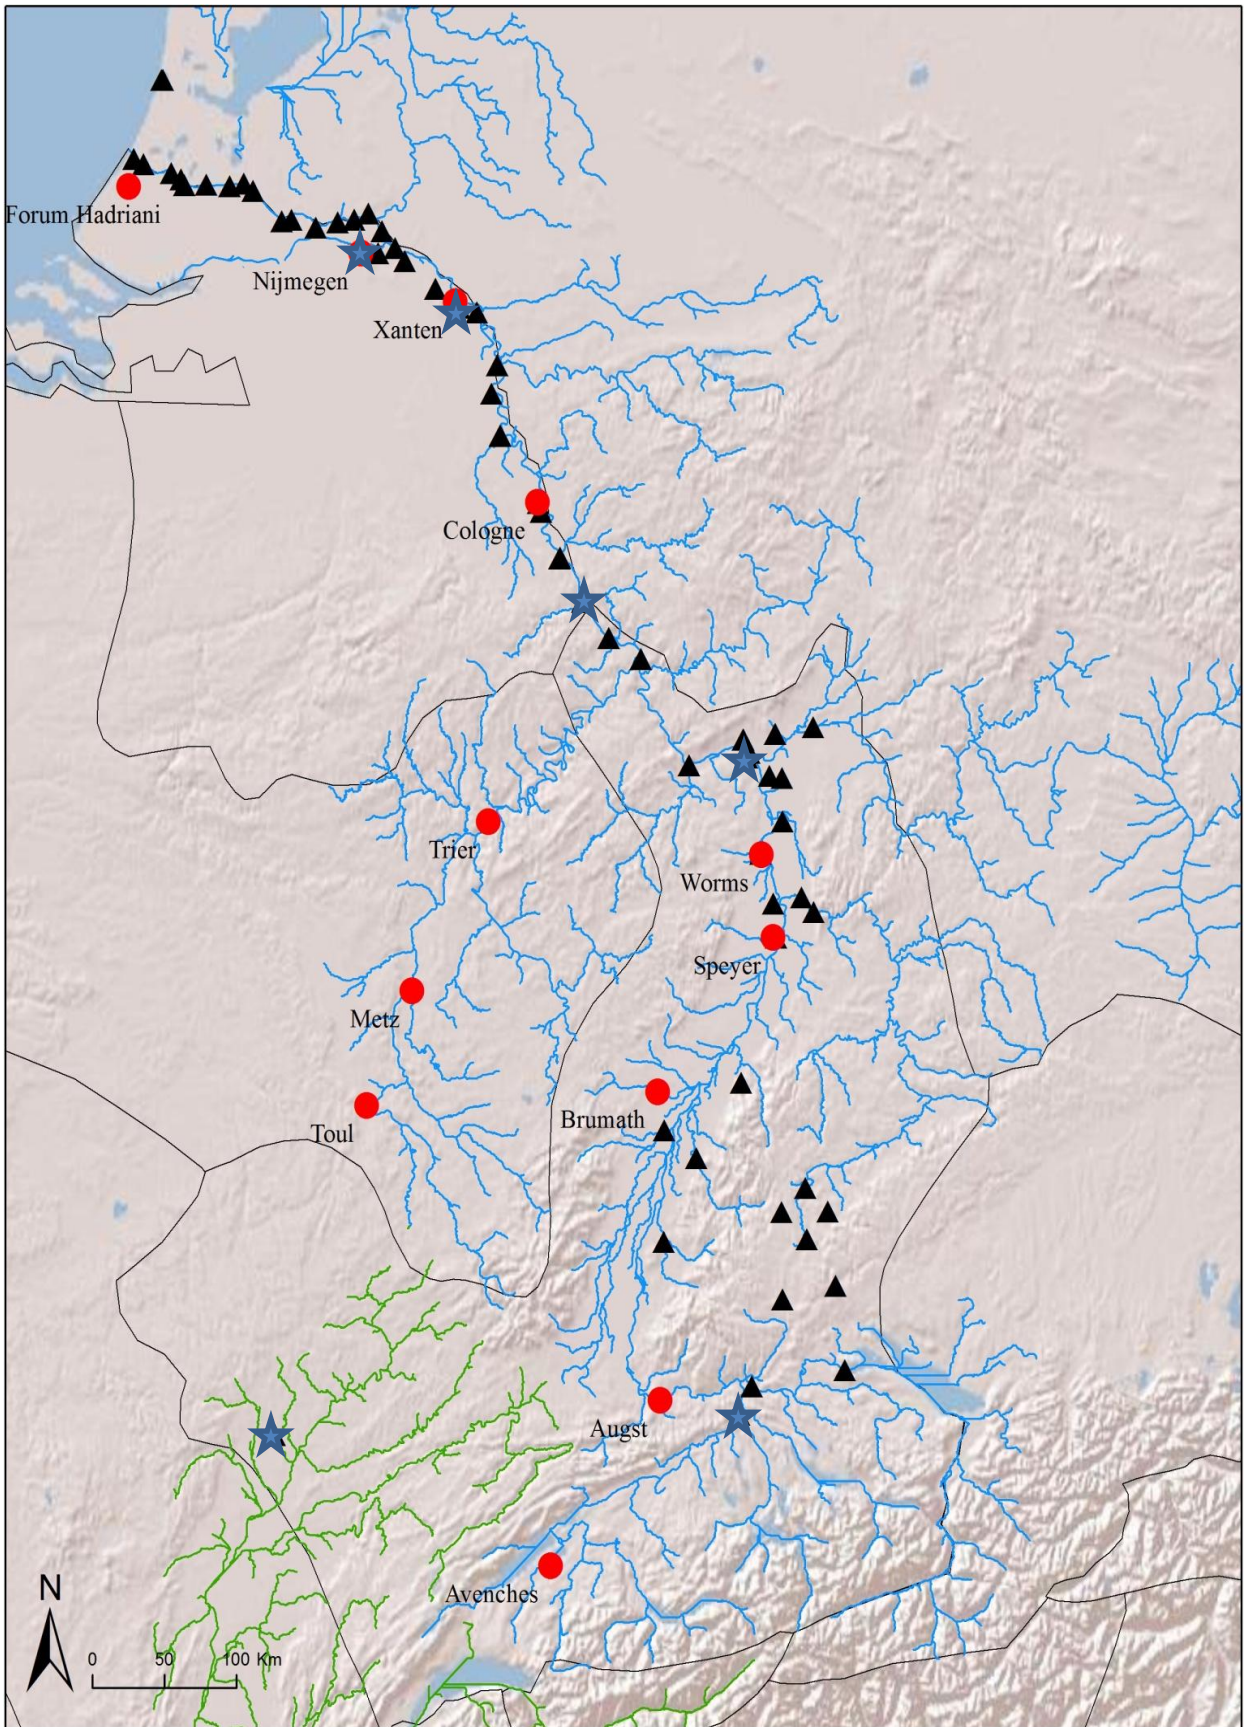 Forum Hadriani
Nijmegen
Xanten
Cologne
Trier
Worms
Speyer
Metz
Brumath
Toul
Augst
Avenches
N
0 50 100 Km